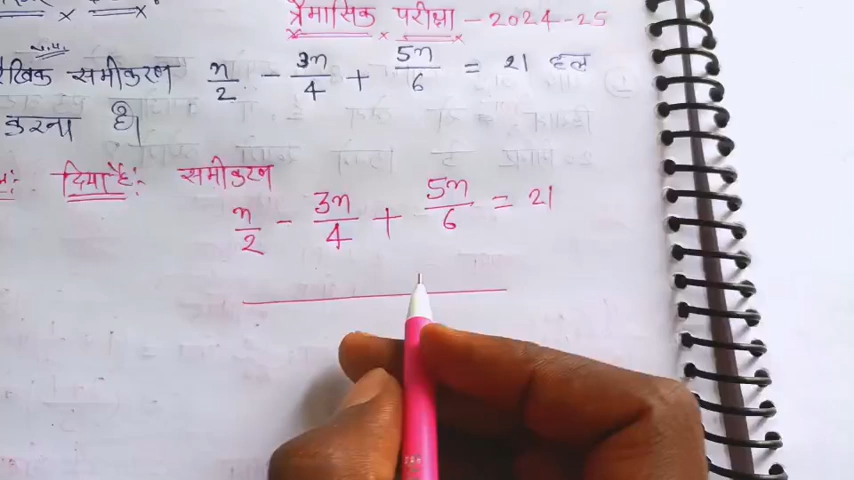 त्रैमासिक परीक्षा - 2024-25
रैखिक समीकरण n/2 - 3n/4 + 5n/6 = 21 हल
करना है।
दिया है:- समीकरण
n/2 - 3n/4 + 5n/6 = 21